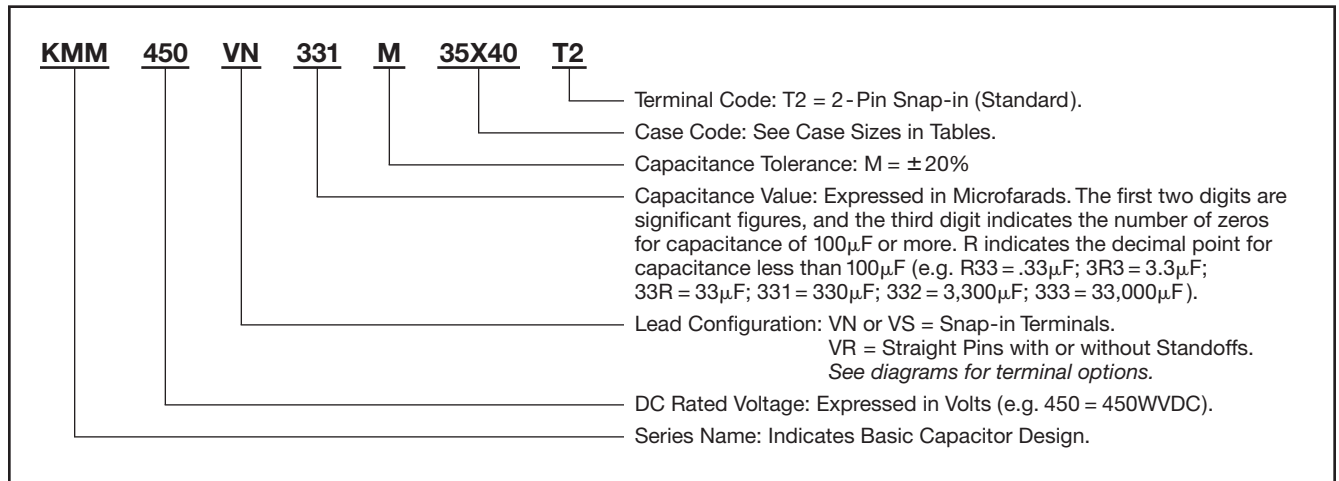 KMM 450 VN 331 M 35X40 T2
Terminal Code: T2 = 2-Pin Snap-in (Standard).
Case Code: See Case Sizes in Tables.
Capacitance Tolerance: M = ±20%
Capacitance Value: Expressed in Microfarads. The first two digits are
significant figures, and the third digit indicates the number of zeros
for capacitance of 100μF or more. R indicates the decimal point for
capacitance less than 100μF (e.g. R33 = .33μF; 3R3 = 3.3μF;
33R = 33μF; 331 = 330μF; 332 = 3,300μF; 333 = 33,000μF).
Lead Configuration: VN or VS = Snap-in Terminals.
VR = Straight Pins with or without Standoffs.
See diagrams for terminal options.
DC Rated Voltage: Expressed in Volts (e.g. 450 = 450WVDC).
Series Name: Indicates Basic Capacitor Design.